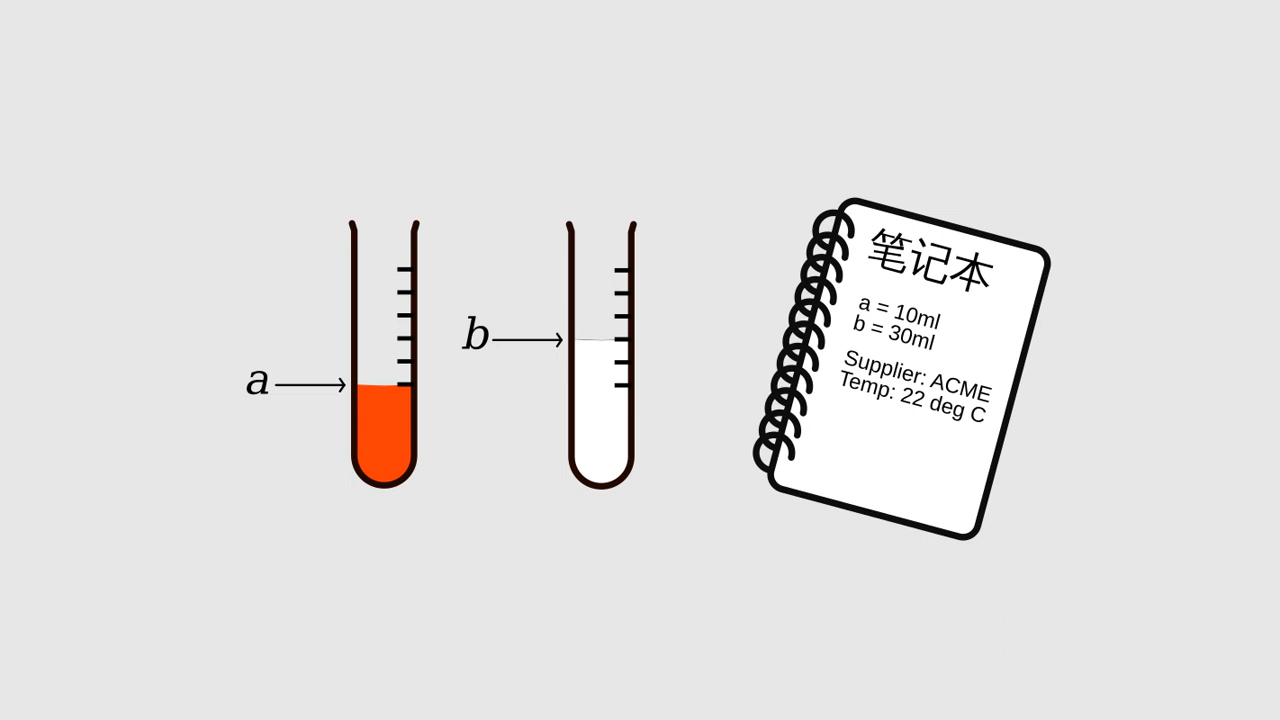 a
b
笔记本
a = 10ml
b = 30ml
Supplier: ACME
Temp: 22 deg C